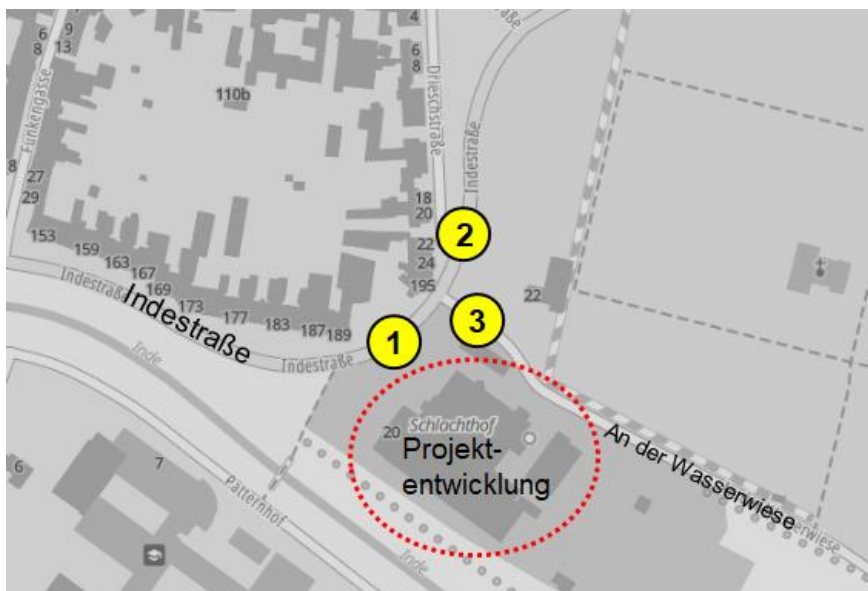 4
6
8
9
13
6
8
110b
Fünkengasse
Drieschstraße
Indestraße
8
27
29
18
20
2
153
159
163
167
169
173
177
183
187
189
22
24
195
22
Indestraße
Indestraße
Indestraße
1
3
Inde
20
Schlachthof
Projekt-
entwicklung
An der Wasserwiese
6
7
Patternhof
Inde